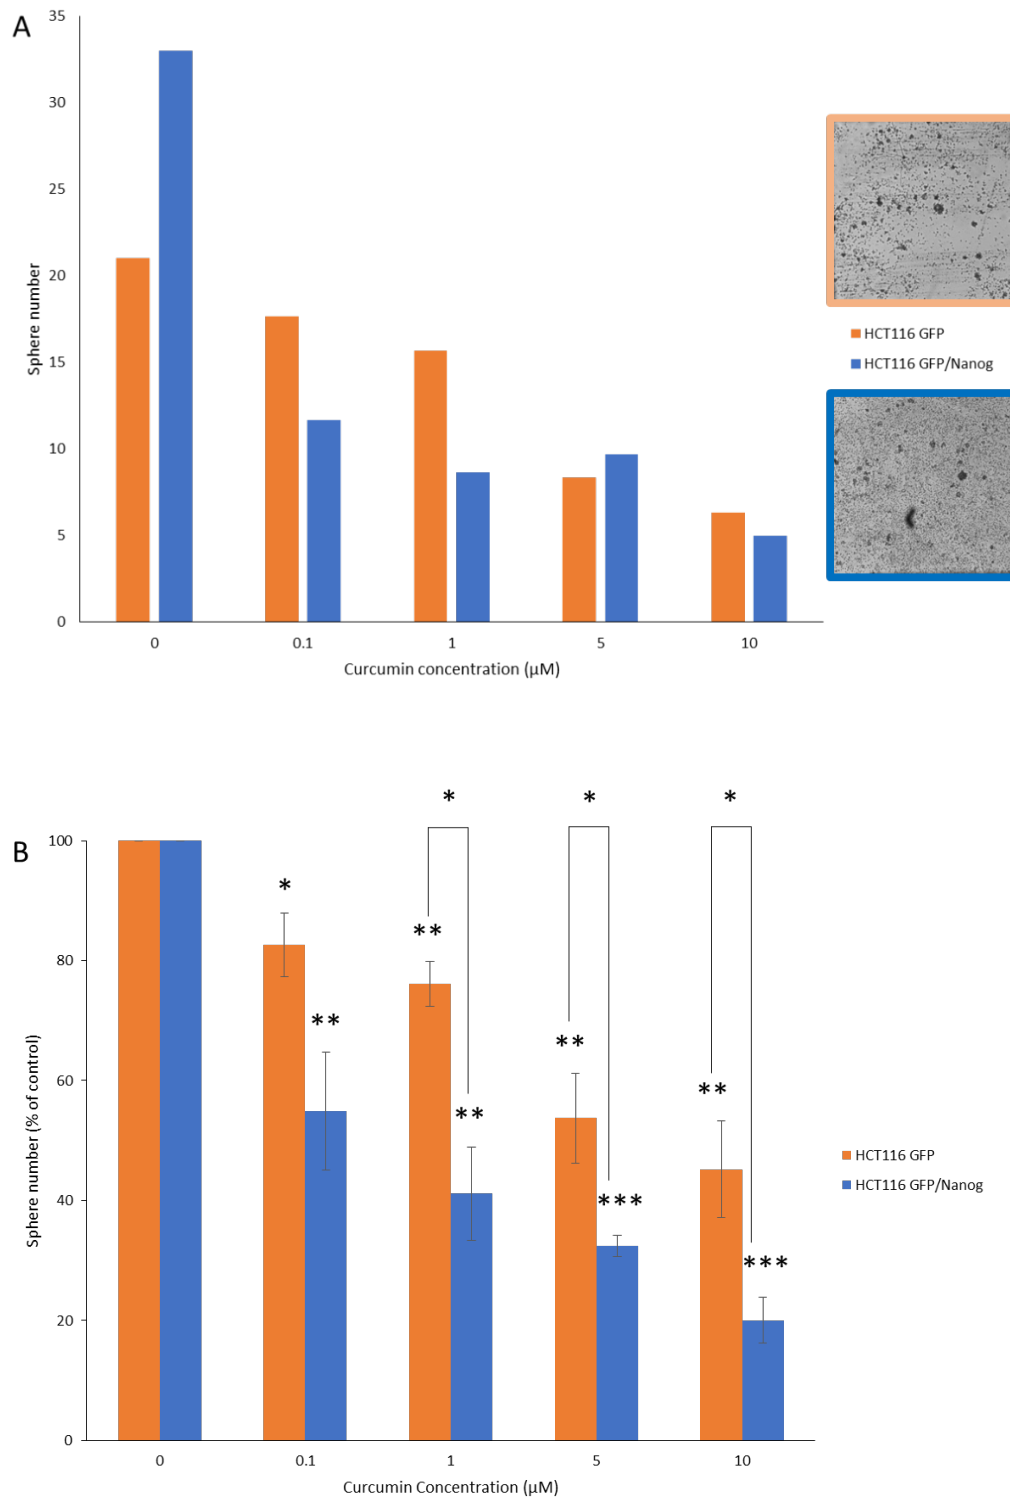 A
35
30
25
20
15
10
5
0
Sphere number
0 0.1 1 5 10
Curcumin concentration (µM)
HCT116 GFP
HCT116 GFP/Nanog
B
* * *
100
80
60
40
20
0
Sphere number (% of control)
*
**
**
**
**
***
**
***
0 0.1 1 5 10
Curcumin Concentration (µM)
HCT116 GFP
HCT116 GFP/Nanog